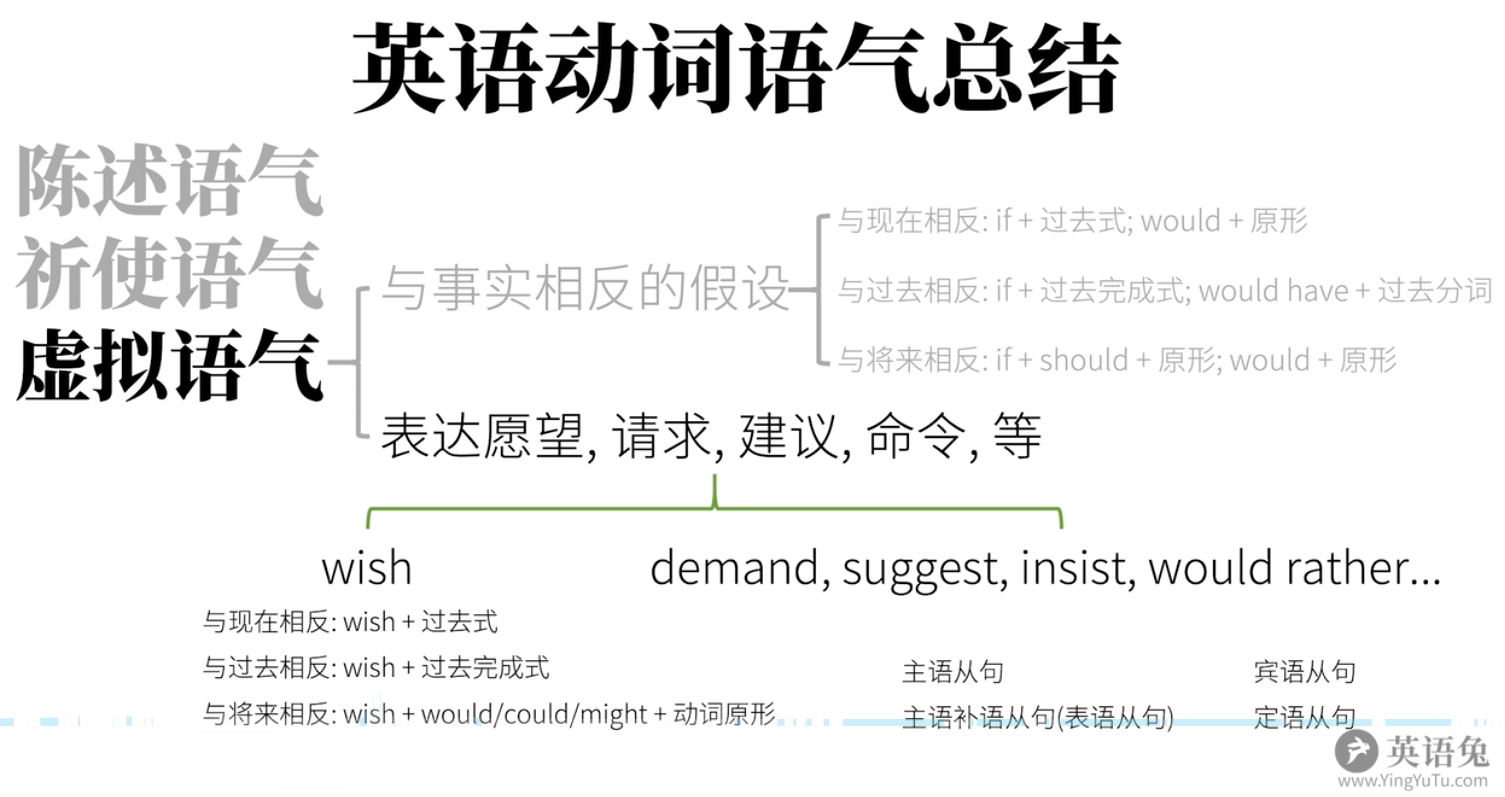 英语动词语气总结
陈述语气
祈使语气
虚拟语气
与事实相反的假设
与现在相反: if + 过去式; would + 原形
与过去相反: if + 过去完成式; would have + 过去分词
与将来相反: if + should + 原形; would + 原形
表达愿望, 请求, 建议, 命令, 等
wish
与现在相反: wish + 过去式
与过去相反: wish + 过去完成式
与将来相反: wish + would/could/might + 动词原形
demand, suggest, insist, would rather...
主语从句 宾语从句
主语补语从句(表语从句) 定语从句
英语兔
www.YingYuTu.com